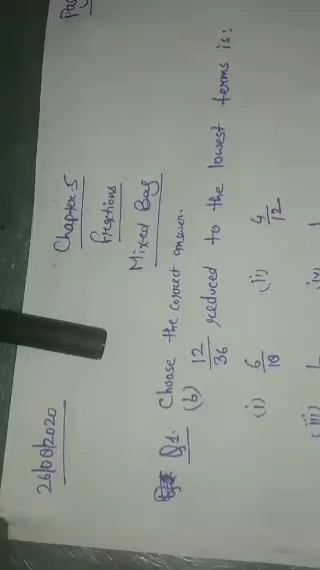 26/08/2020
Chapter-5
Fractions
Mixed Bag
Q1. Choose the correct answer.
(b) 12/36 reduced to the lowest terms is:
(i) 6/18 (ii) 4/12
(iii)